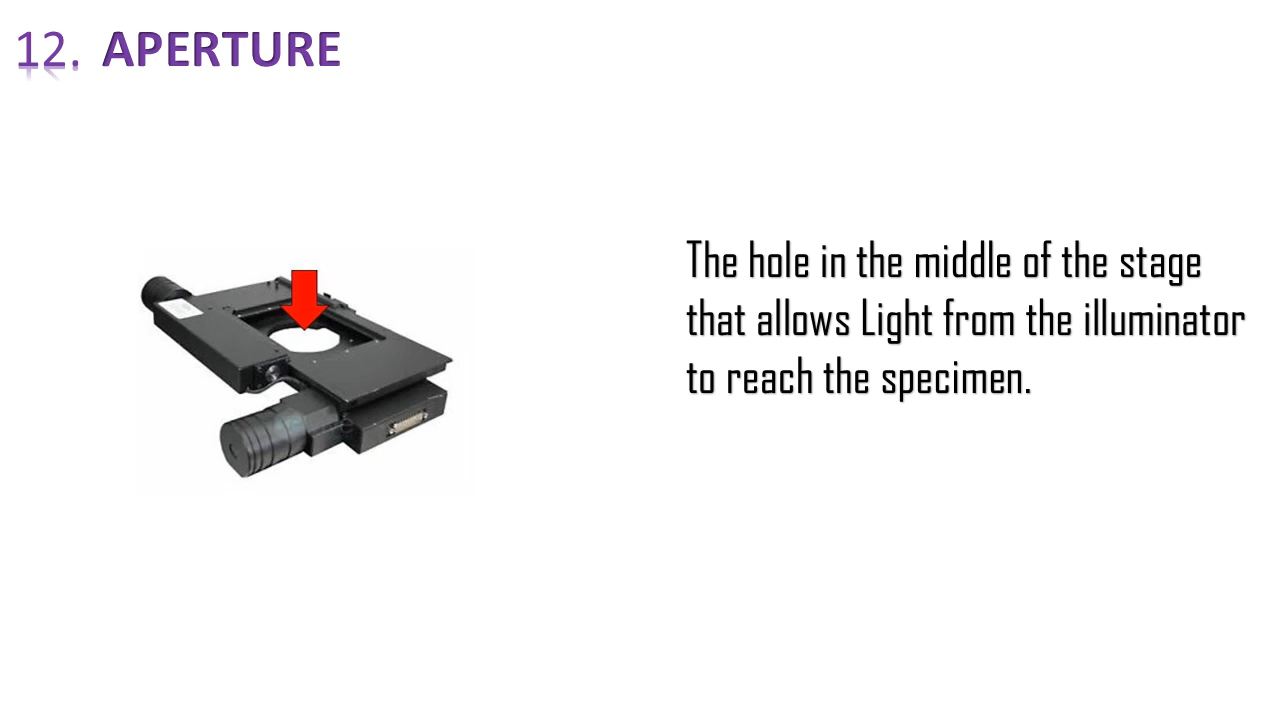 12. APERTURE
The hole in the middle of the stage
that allows Light from the illuminator
to reach the specimen.